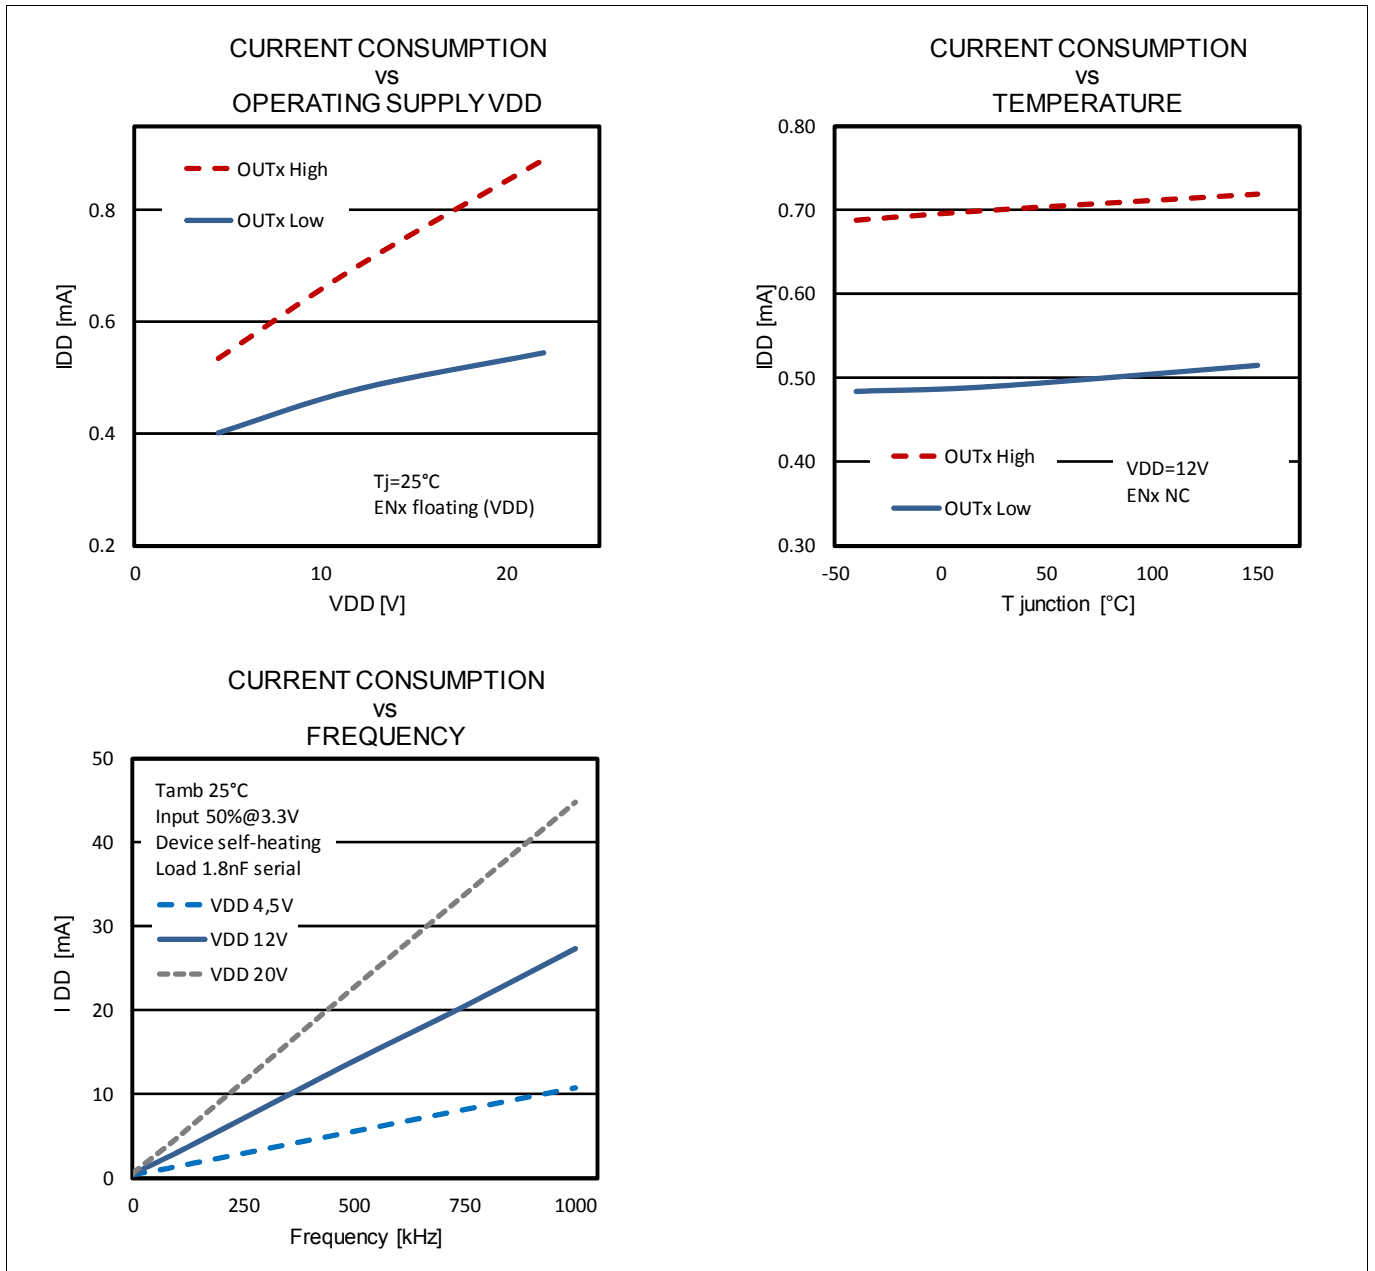 CURRENT CONSUMPTION
vs
OPERATING SUPPLY VDD
IDD [mA]
0.8
0.6
0.4
0.2
OUTx High
OUTx Low
Tj=25°C
ENx floating (VDD)
0 10 20
VDD [V]
CURRENT CONSUMPTION
vs
TEMPERATURE
IDD [mA]
0.80
0.70
0.60
0.50
0.40
0.30
OUTx High
OUTx Low
VDD=12V
ENx NC
-50 0 50 100 150
T junction [°C]
CURRENT CONSUMPTION
vs
FREQUENCY
I DD [mA]
50
40
30
20
10
0
Tamb 25°C
Input 50%@3.3V
Device self-heating
Load 1.8nF serial
VDD 4,5V
VDD 12V
VDD 20V
0 250 500 750 1000
Frequency [kHz]